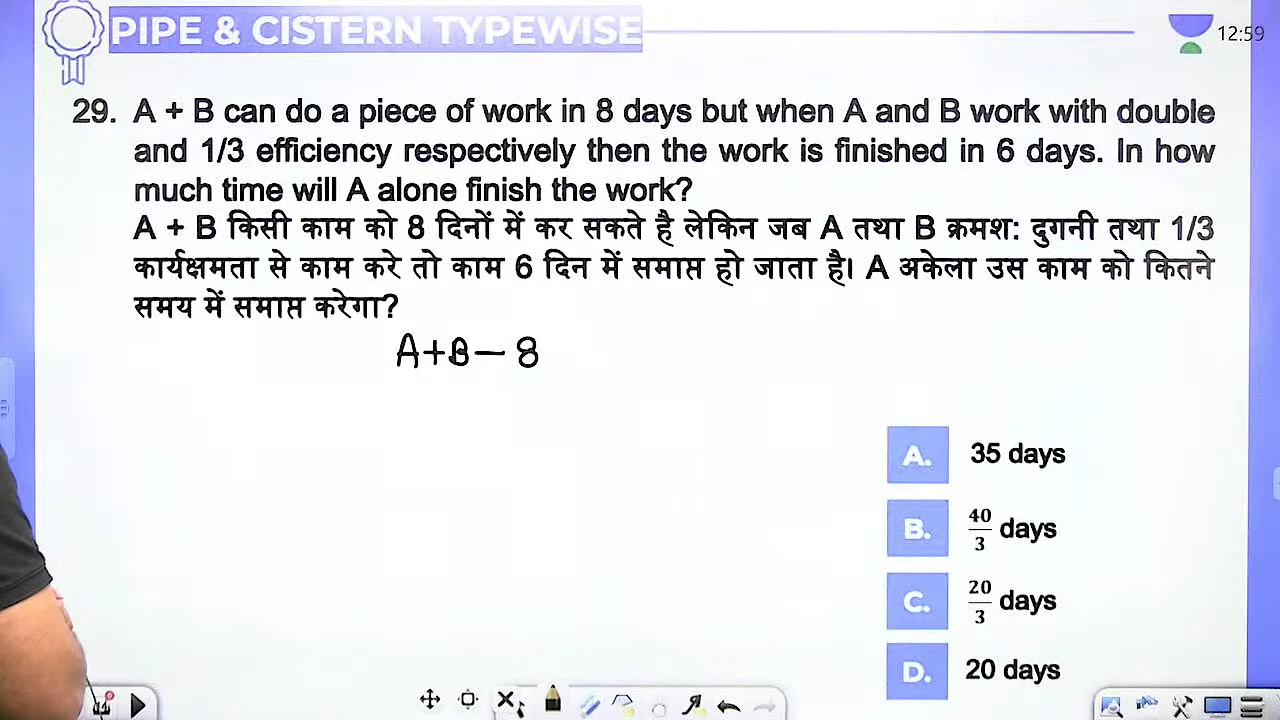 PIPE & CISTERN TYPEWISE
12:59
29. A + B can do a piece of work in 8 days but when A and B work with double
and 1/3 efficiency respectively then the work is finished in 6 days. In how
much time will A alone finish the work?
A + B किसी काम को 8 दिनों में कर सकते है लेकिन जब A तथा B क्रमश: दुगनी तथा 1/3
कार्यक्षमता से काम करे तो काम 6 दिन में समाप्त हो जाता है। A अकेला उस काम को कितने
समय में समाप्त करेगा?
A+B — 8
A. 35 days
B. 40/3 days
C. 20/3 days
D. 20 days